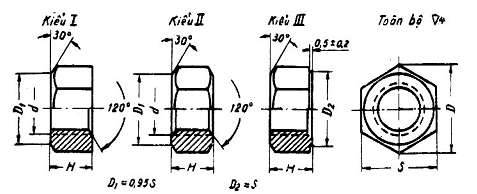 Kiểu I
Kiểu II
Kiểu III
Toàn bộ ▽4
30°
30°
30°
0,5±0,2
D₁
d
120°
D₁
d
120°
D₂
D
H
H
H
S
D₁=0,95S
D₂=S